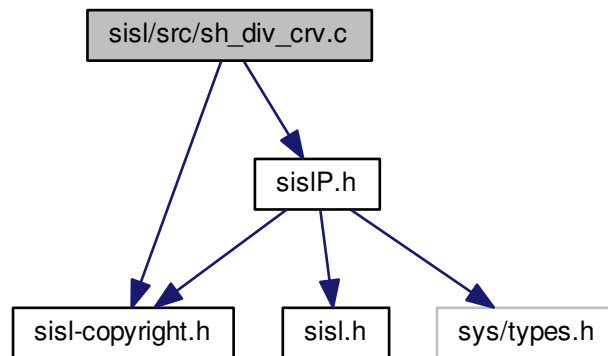 sisl/src/sh_div_crv.c
sislP.h
sisl-copyright.h
sisl.h
sys/types.h